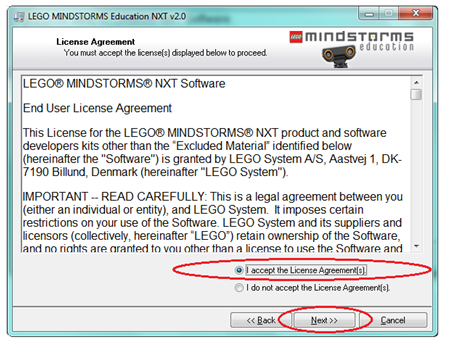 LEGO MINDSTORMS Education NXT v2.0
License Agreement
You must accept the license(s) displayed below to proceed.
LEGO mindstorms
education
LEGO® MINDSTORMS® NXT Software
End User License Agreement
This License for the LEGO® MINDSTORMS® NXT product and software
developers kits other than the "Excluded Material" identified below
(hereinafter the "Software") is granted by LEGO System A/S, Aastvej 1, DK-
7190 Billund, Denmark (hereinafter "LEGO System").
IMPORTANT -- READ CAREFULLY: This is a legal agreement between you
(either an individual or entity), and LEGO System. It imposes certain
restrictions on your use of the Software. LEGO System and its suppliers and
licensors (collectively, hereinafter "LEGO") retain ownership of the Software,
and no rights are granted to you other than a license to use the Software and
I accept the License Agreement(s).
I do not accept the License Agreement(s).
<< Back
Next >>
Cancel